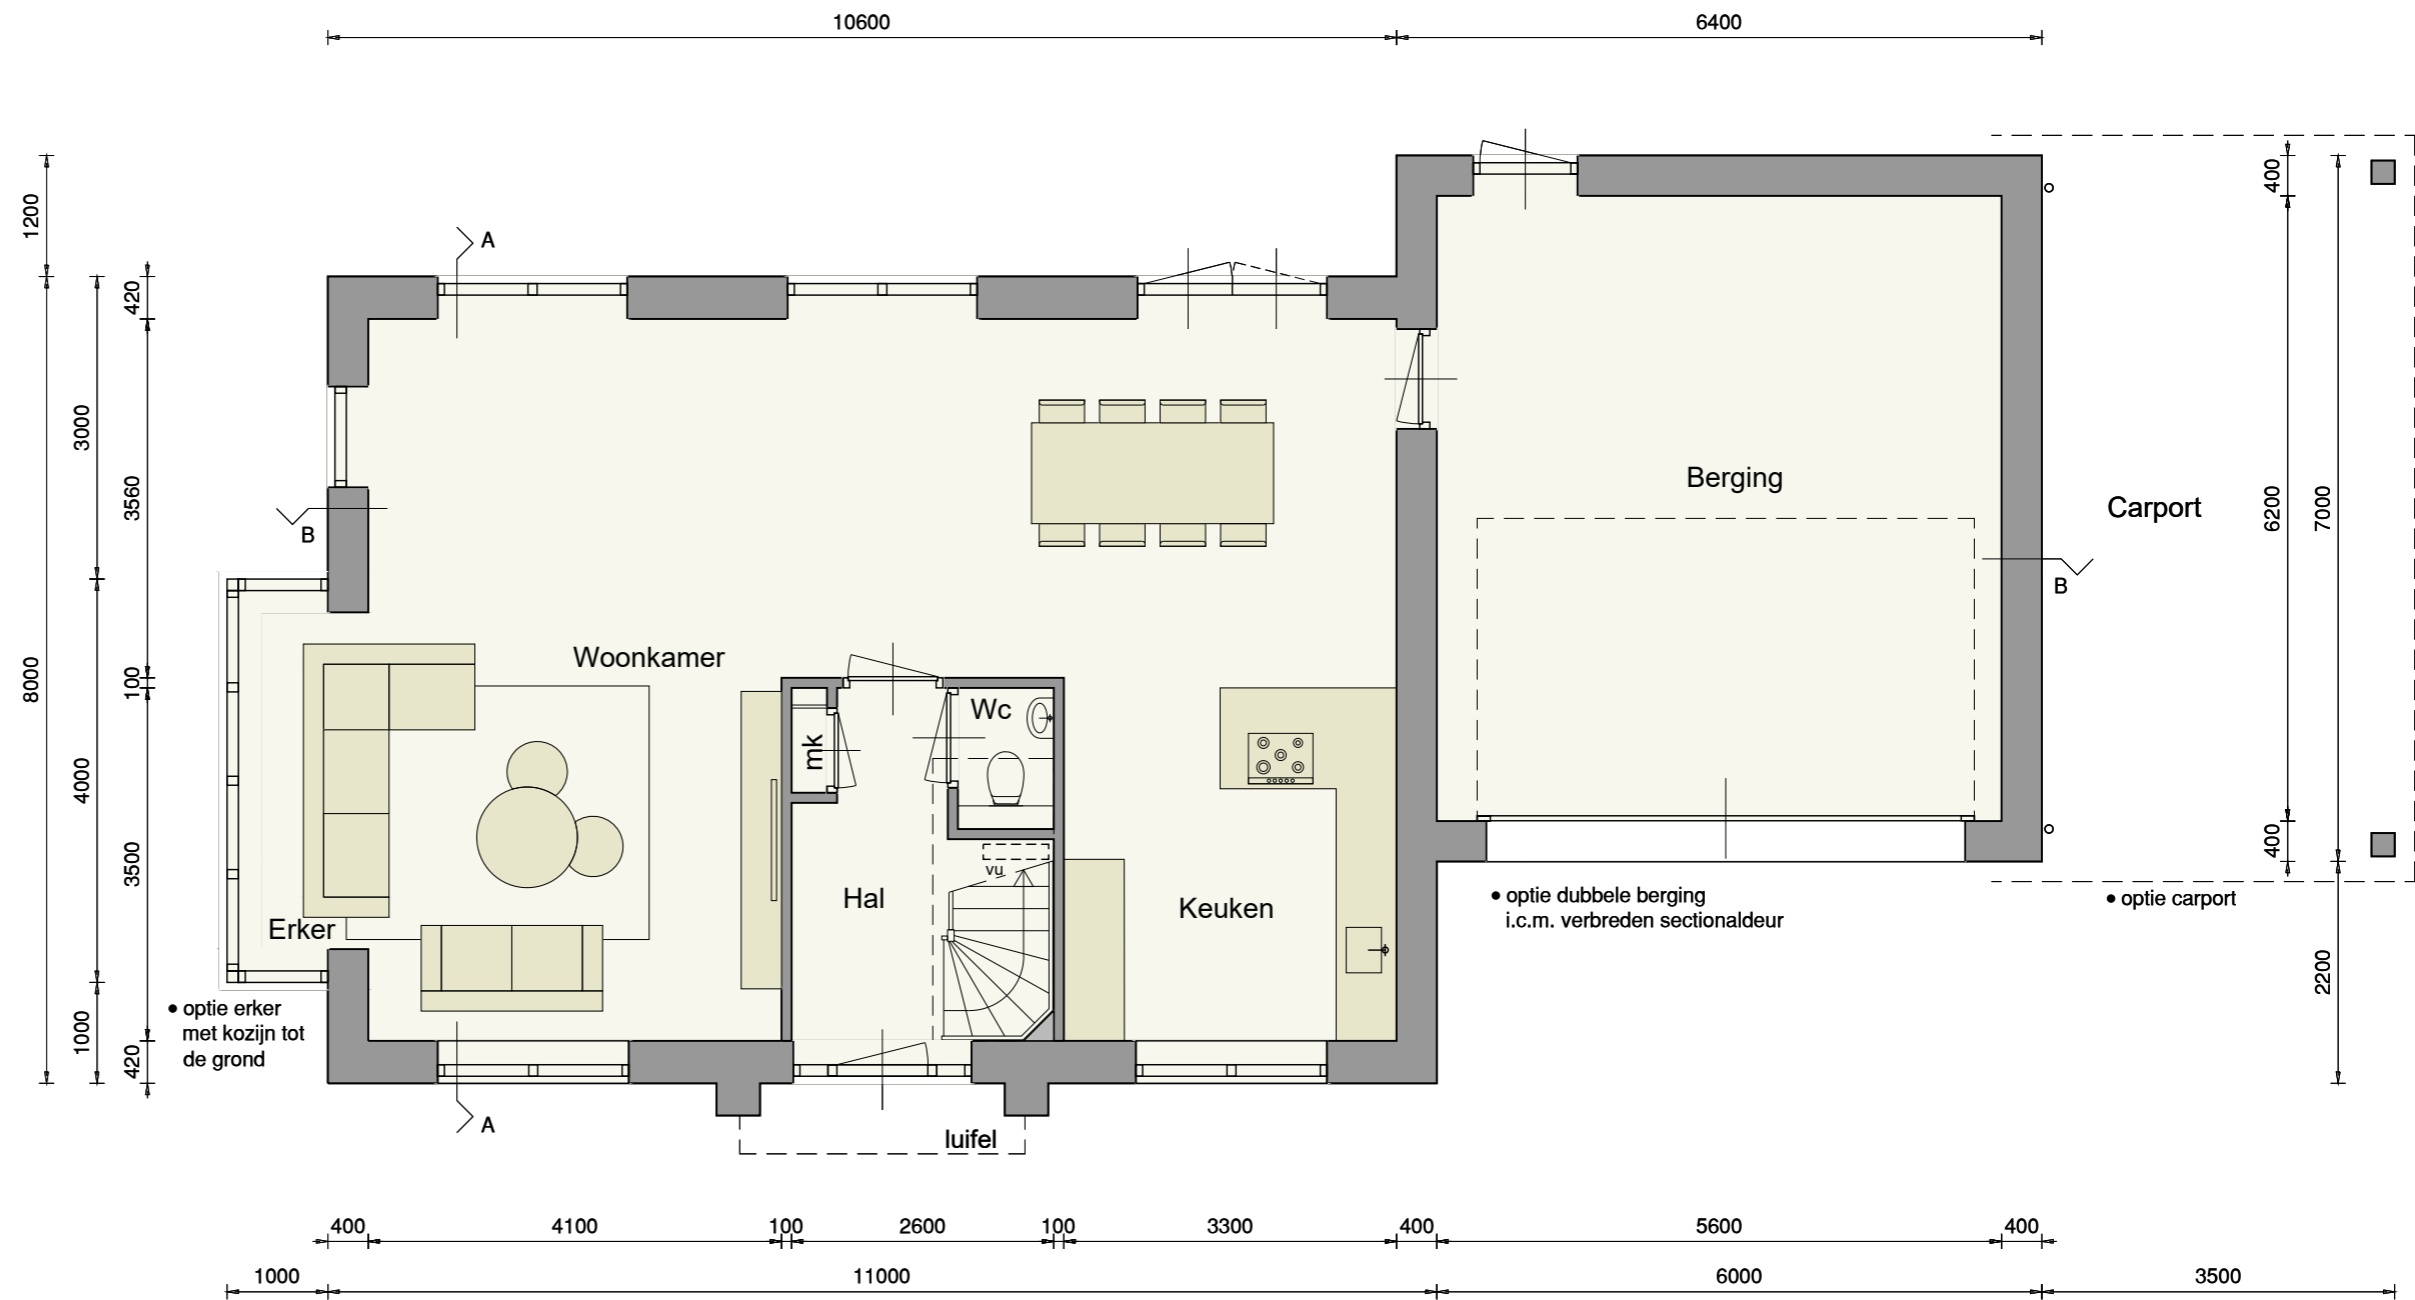 10600
6400
1200
420
3000
3560
8000
100
4000
3500
1000
420
A
B
Woonkamer
Erker
• optie erker
met kozijn tot
de grond
A
mk
Wc
Hal
vu
luifel
Keuken
Berging
B
• optie dubbele berging
i.c.m. verbreden sectionaldeur
Carport
• optie carport
400
6200
7000
400
2200
400
4100
100
2600
100
3300
400
5600
400
1000
11000
6000
3500